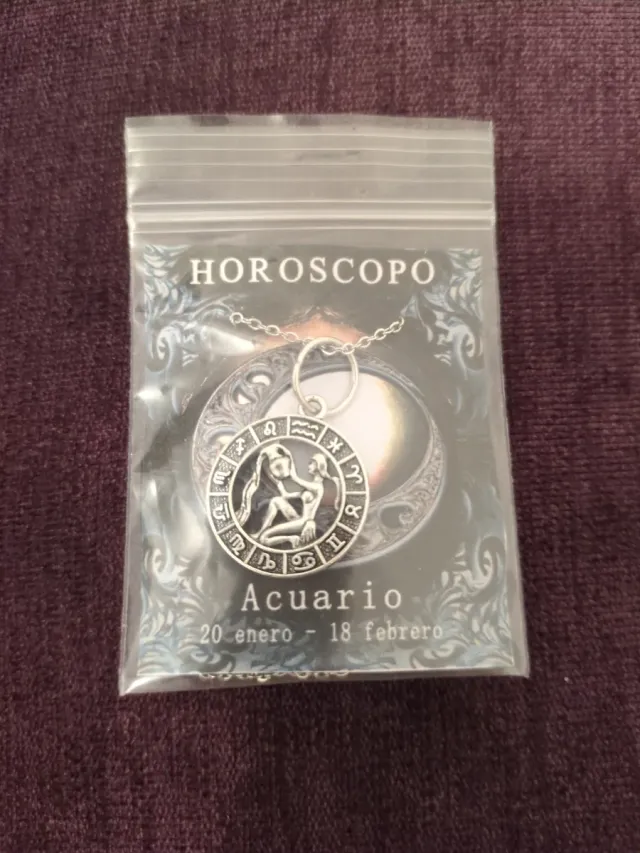 HOROSCOPO
Acuario
20 enero - 18 febrero